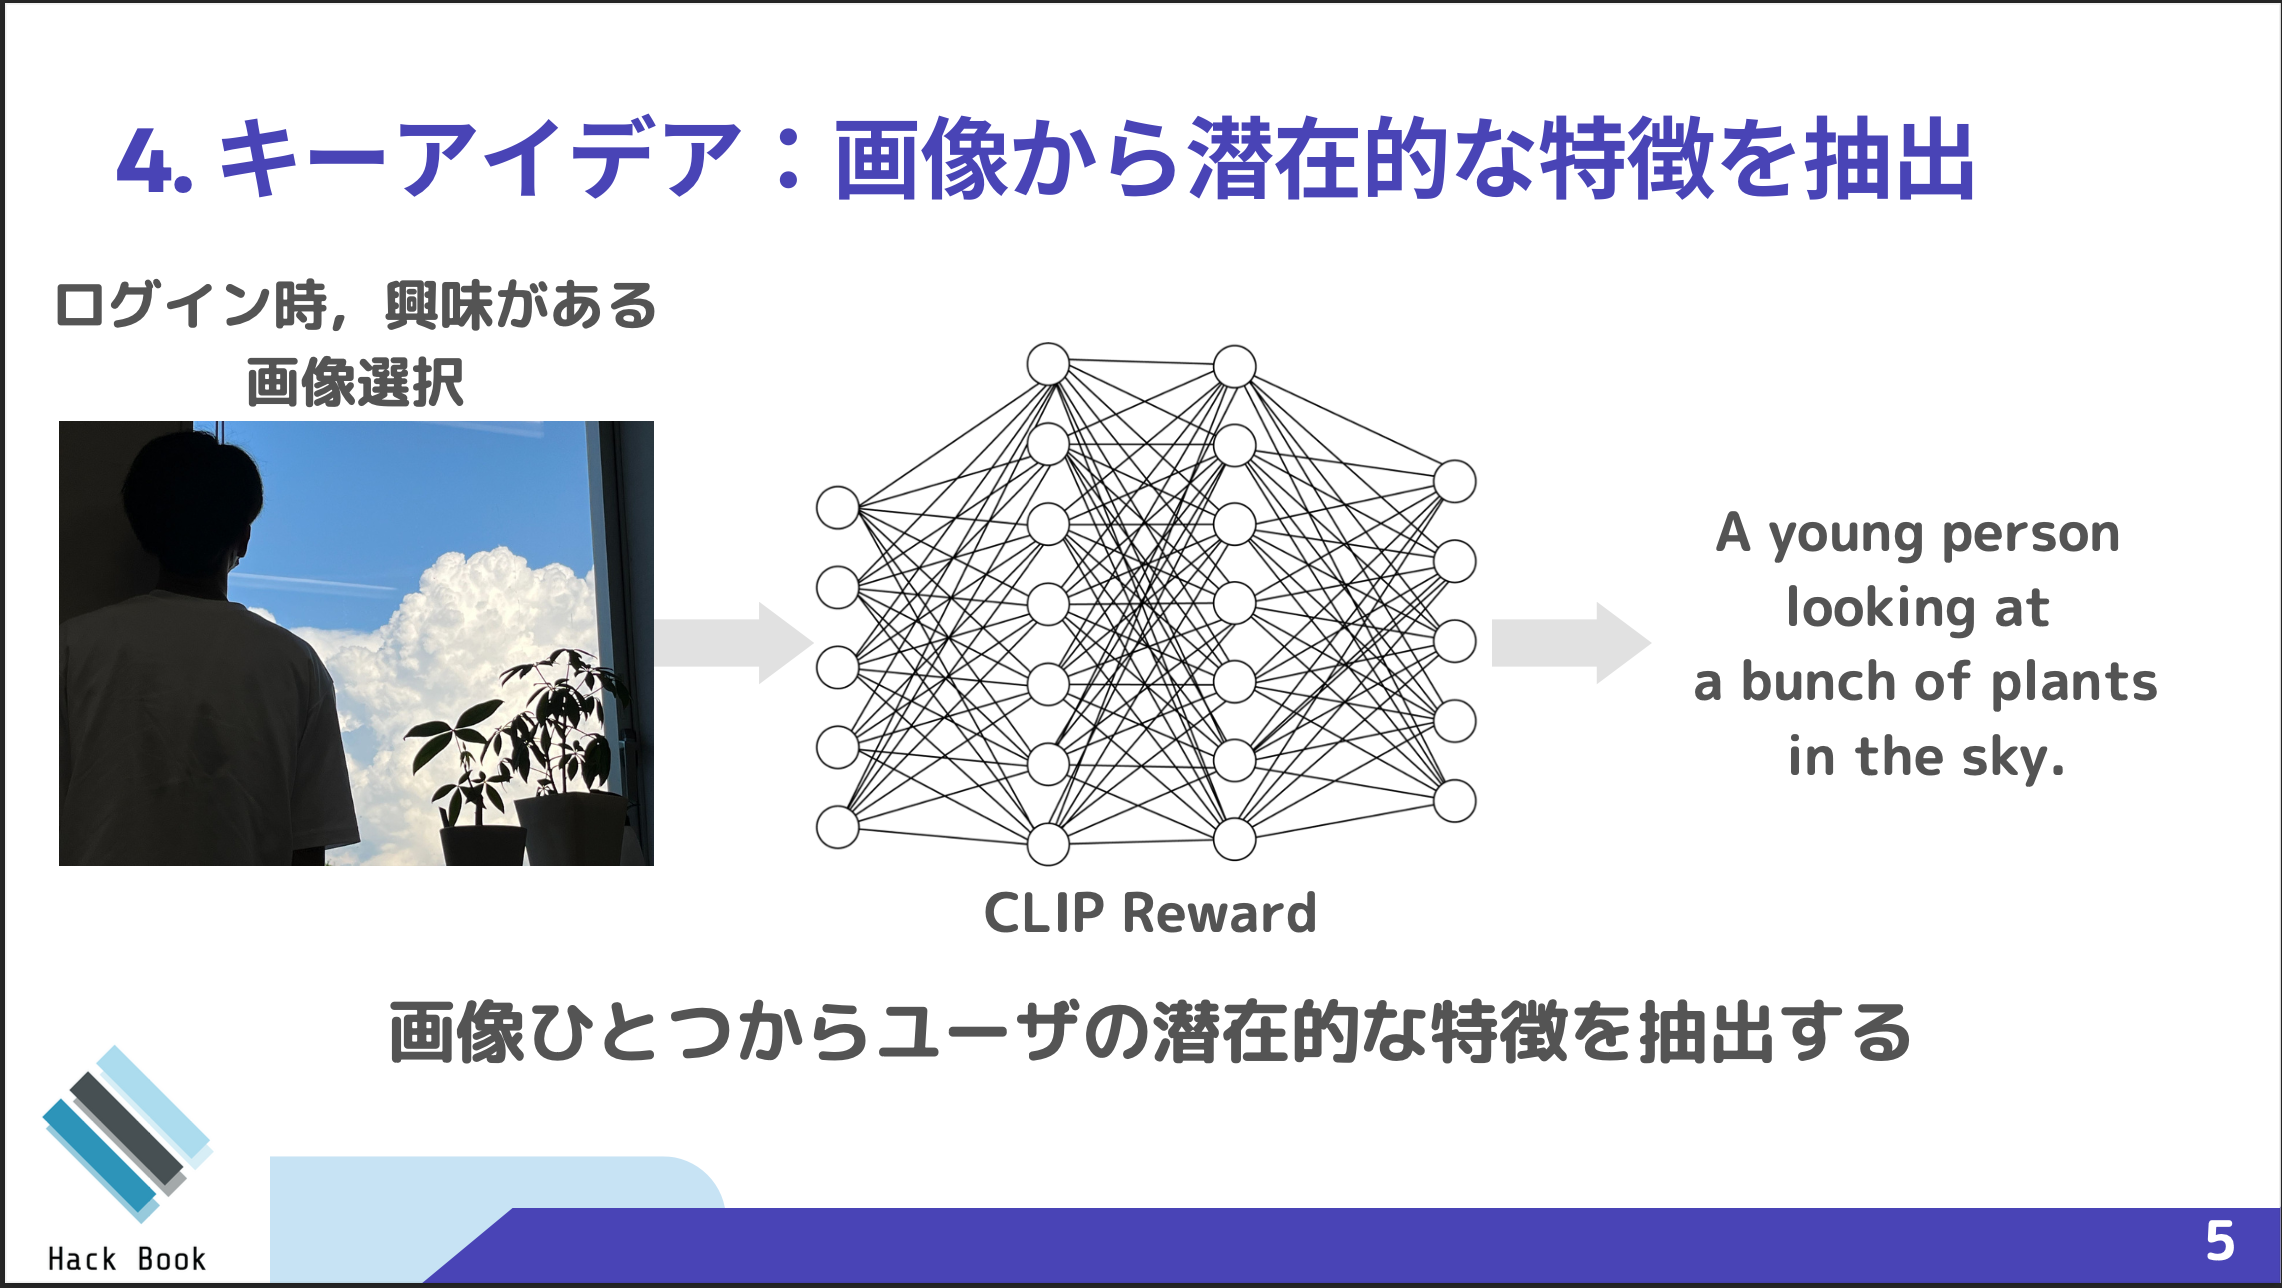 4. キーアイデア：画像から潜在的な特徴を抽出
ログイン時，興味がある
画像選択
A young person
looking at
a bunch of plants
in the sky.
CLIP Reward
画像ひとつからユーザの潜在的な特徴を抽出する
Hack Book
5